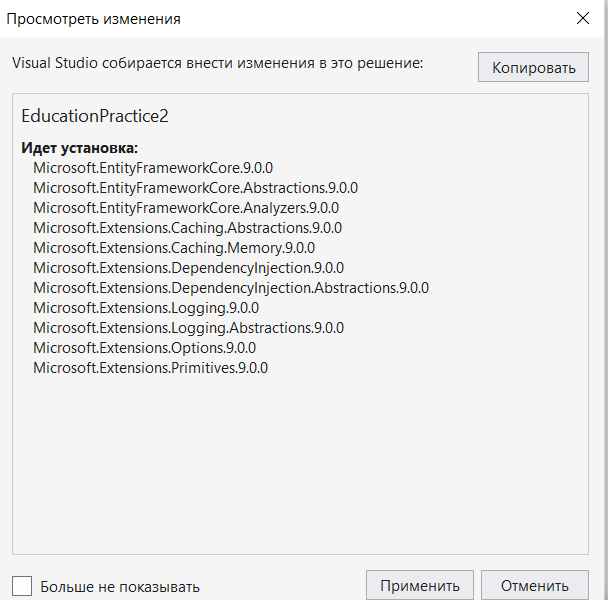 Просмотреть изменения
Visual Studio собирается внести изменения в это решение:
Копировать
EducationPractice2
Идет установка:
Microsoft.EntityFrameworkCore.9.0.0
Microsoft.EntityFrameworkCore.Abstractions.9.0.0
Microsoft.EntityFrameworkCore.Analyzers.9.0.0
Microsoft.Extensions.Caching.Abstractions.9.0.0
Microsoft.Extensions.Caching.Memory.9.0.0
Microsoft.Extensions.DependencyInjection.9.0.0
Microsoft.Extensions.DependencyInjection.Abstractions.9.0.0
Microsoft.Extensions.Logging.9.0.0
Microsoft.Extensions.Logging.Abstractions.9.0.0
Microsoft.Extensions.Options.9.0.0
Microsoft.Extensions.Primitives.9.0.0
Больше не показывать
Применить
Отменить